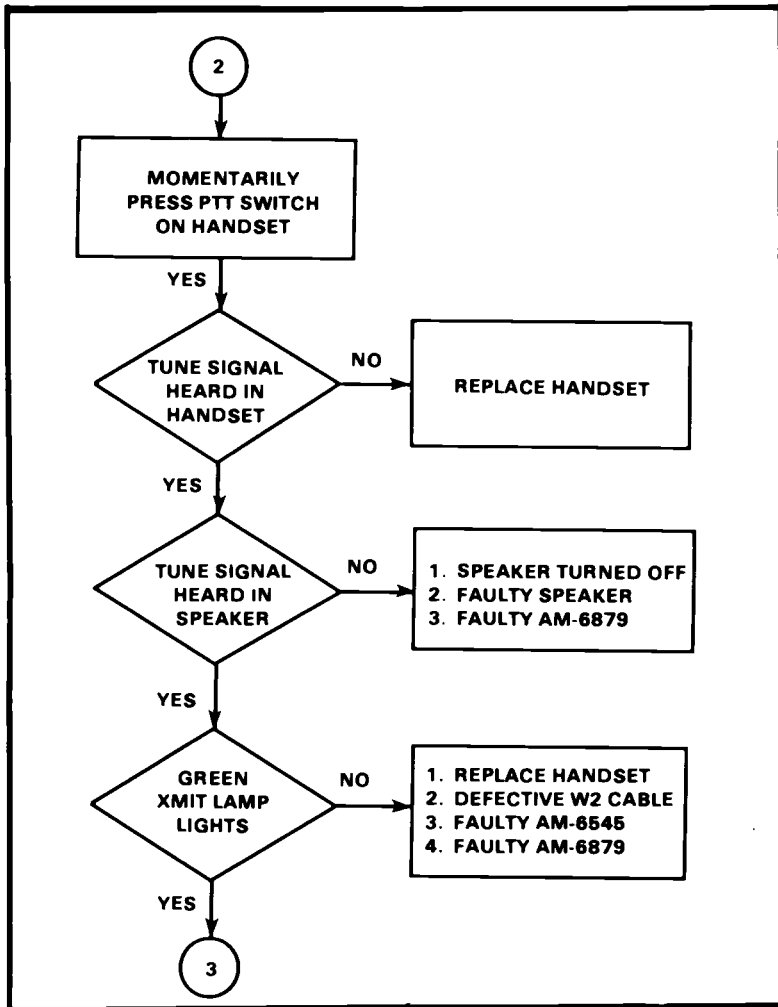 2
MOMENTARILY
PRESS PTT SWITCH
ON HANDSET
YES
TUNE SIGNAL
HEARD IN
HANDSET
NO
REPLACE HANDSET
YES
TUNE SIGNAL
HEARD IN
SPEAKER
NO
1. SPEAKER TURNED OFF
2. FAULTY SPEAKER
3. FAULTY AM-6879
YES
GREEN
XMIT LAMP
LIGHTS
NO
1. REPLACE HANDSET
2. DEFECTIVE W2 CABLE
3. FAULTY AM-6545
4. FAULTY AM-6879
YES
3